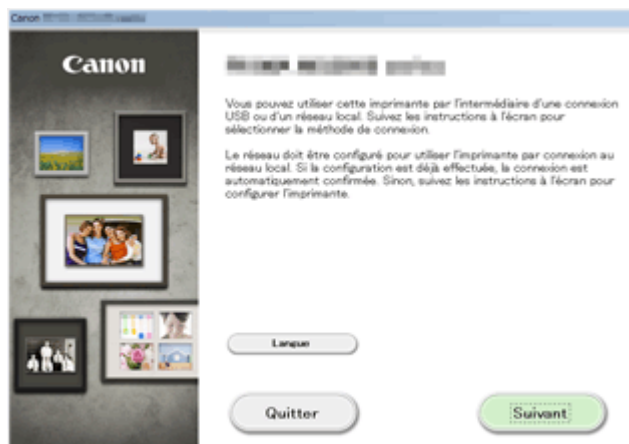 Canon
Canon
Vous pouvez utiliser cette imprimante par l'intermédiaire d'une connexion
USB ou d'un réseau local. Suivez les instructions à l'écran pour
sélectionner la méthode de connexion.
Le réseau doit être configuré pour utiliser l'imprimante par connexion au
réseau local. Si la configuration est déjà effectuée, la connexion est
automatiquement confirmée. Sinon, suivez les instructions à l'écran pour
configurer l'imprimante.
Langue
Quitter
Suivant